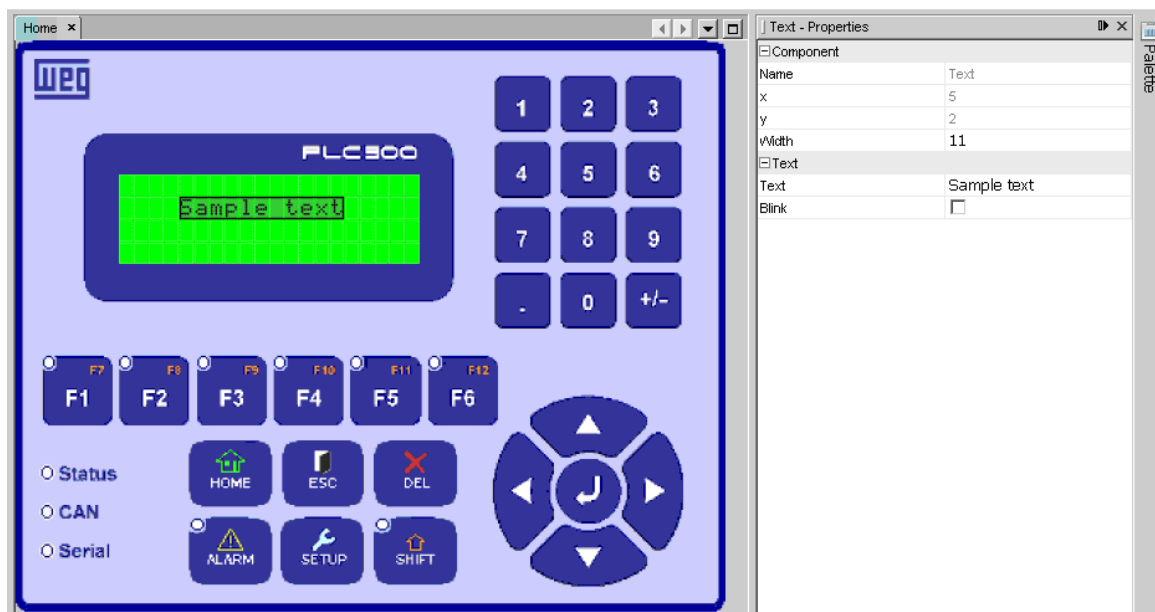 Home
weg
PLC300
Sample text
1 2 3
4 5 6
7 8 9
. 0 +/-
F7 F8 F9 F10 F11 F12
F1 F2 F3 F4 F5 F6
Status
CAN
Serial
HOME ESC DEL
ALARM SETUP SHIFT
Text - Properties
Component
Name Text
x 5
y 2
Width 11
Text
Text Sample text
Blink
Palette